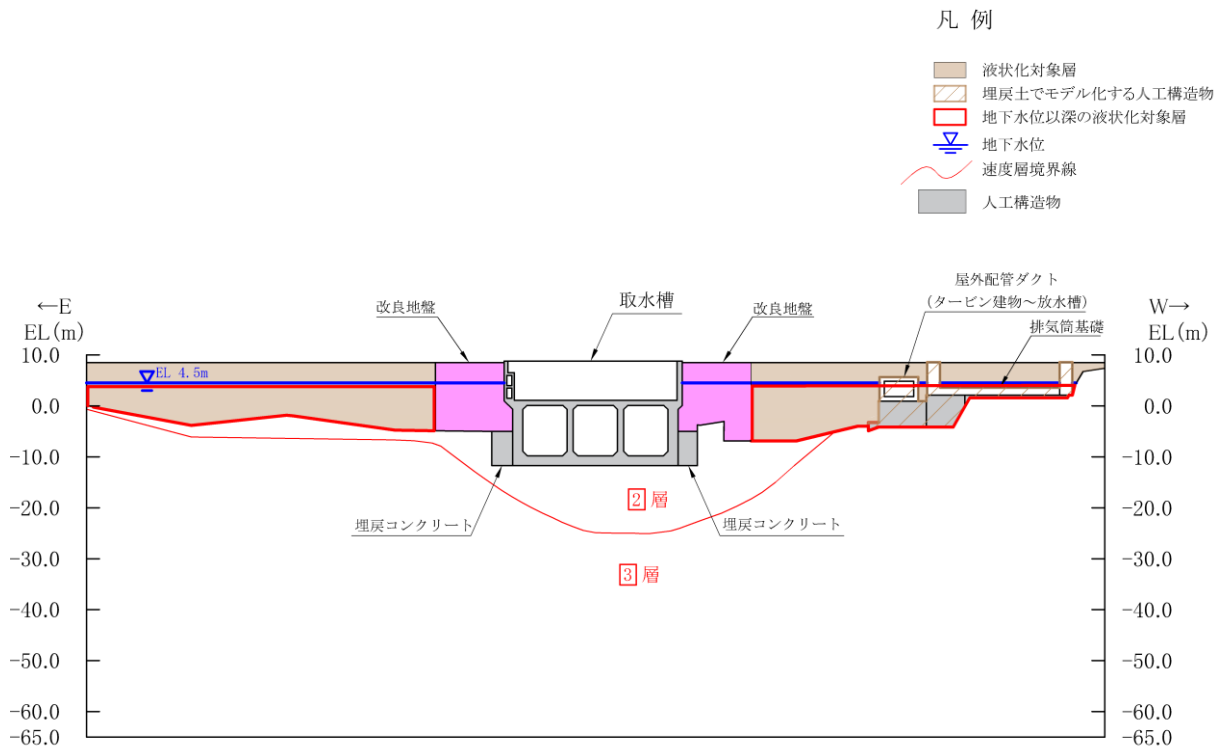 凡 例
液状化対象層
埋戻土でモデル化する人工構造物
地下水位以深の液状化対象層
地下水位
速度層境界線
人工構造物
←E
EL(m)
改良地盤
取水槽
改良地盤
屋外配管ダクト
(タービン建物～放水槽)
排気筒基礎
W→
EL(m)
EL 4.5m
10.0
0.0
-10.0
-20.0
-30.0
-40.0
-50.0
-60.0
-65.0
10.0
0.0
-10.0
-20.0
-30.0
-40.0
-50.0
-60.0
-65.0
2 層
埋戻コンクリート
埋戻コンクリート
3 層